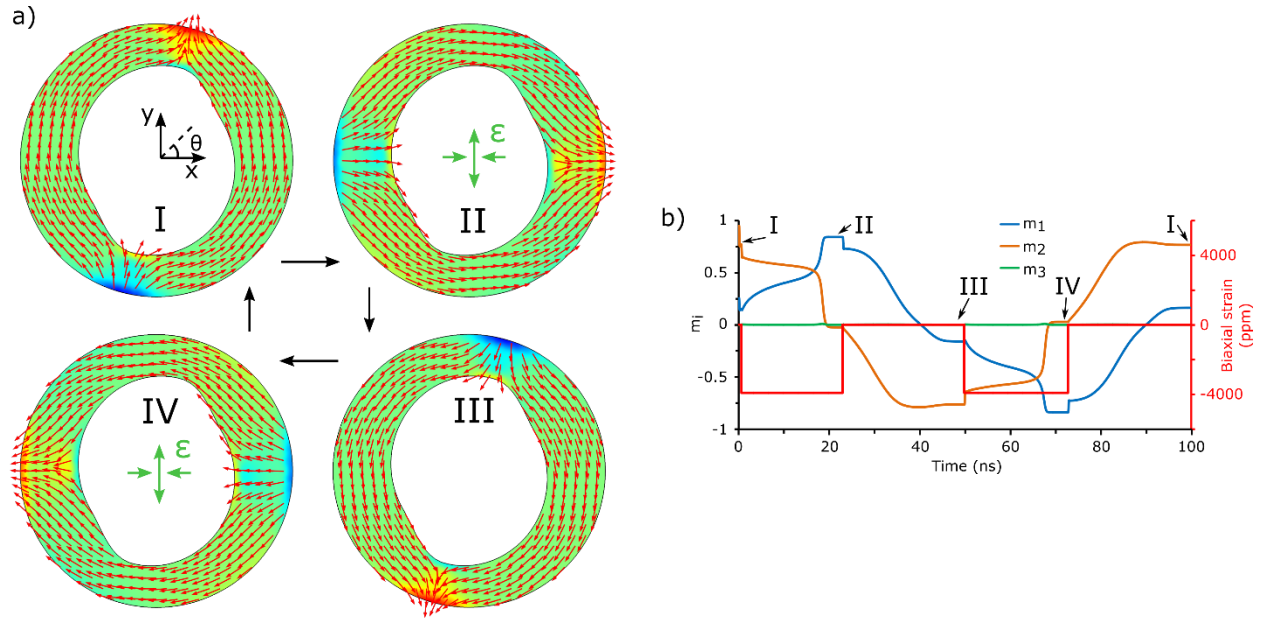 a)
y
θ
x
I
ε
II
IV
ε
III
b)
I
II
III
IV
I
m1
m2
m3
1
0.5
0
-0.5
-1
mi
0
20
40
60
80
100
Time (ns)
4000
0
-4000
Biaxial strain
(ppm)